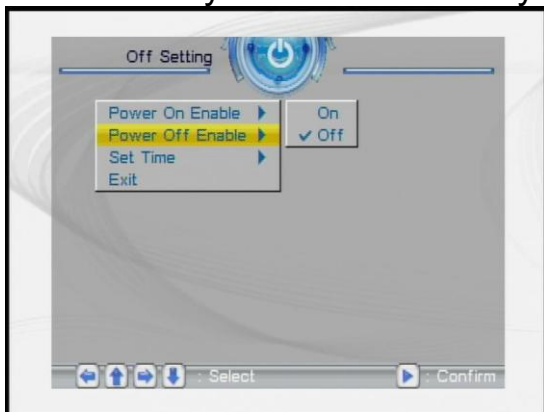 Off Setting
Power On Enable
Power Off Enable
Set Time
Exit
On
Off
: Select
: Confirm